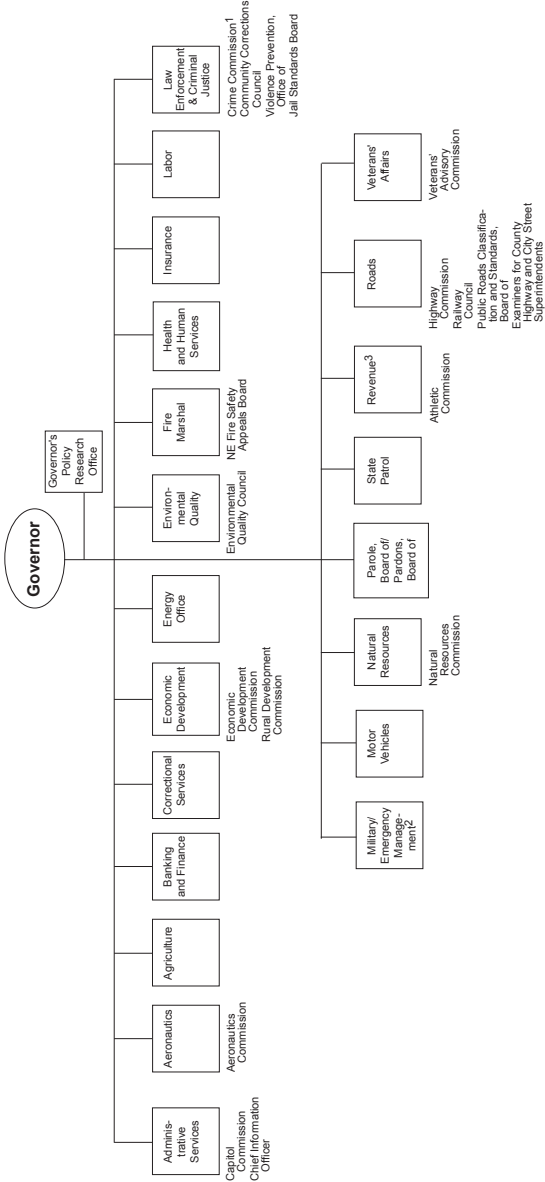 Governor
Governor's
Policy
Research
Office
Adminis-
trative
Services
Capitol
Commission
Chief Information
Officer
Aeronautics
Aeronautics
Commission
Agriculture
Banking
and Finance
Correctional
Services
Economic
Development
Economic
Development
Commission
Rural Development
Commission
Energy
Office
Environ-
mental
Quality
Environmental
Quality Council
Fire
Marshal
NE Fire Safety
Appeals Board
Health
and Human
Services
Insurance
Labor
Law
Enforcement
& Criminal
Justice
Crime Commission1
Community Corrections
Council
Violence Prevention,
Office of
Jail Standards Board
Military/
Emergency
Manage-
ment2
Motor
Vehicles
Natural
Resources
Natural
Resources
Commission
Parole,
Board of/
Pardons,
Board of
State
Patrol
Revenue3
Athletic
Commission
Roads
Highway
Commission
Railway
Council
Public Roads Classifica-
tion and Standards,
Board of
Examiners for County
Highway and City Street
Superintendents
Veterans'
Affairs
Veterans'
Advisory
Commission